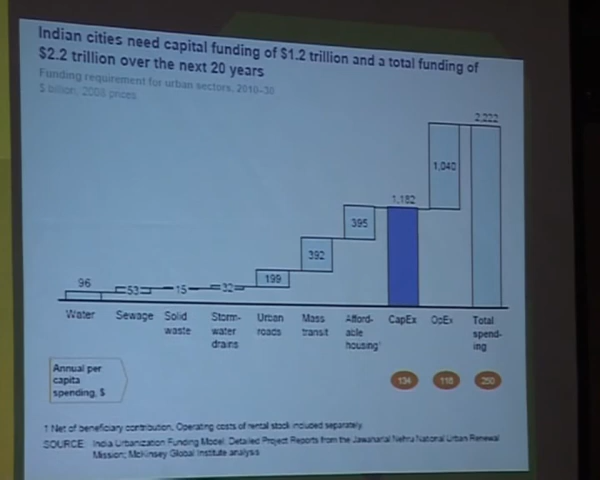 Indian cities need capital funding of $1.2 trillion and a total funding of
$2.2 trillion over the next 20 years
Funding requirement for urban sectors, 2010-30
$ billion, 2008 prices
2,222
1,040
1,182
395
392
199
96
53
15
32
Water Sewage Solid waste Storm-water drains Urban roads Mass transit Afford-able housing¹ CapEx OpEx Total spend-ing
Annual per
capita
spending, $
134 116 250
1 Net of beneficiary contribution, Operating costs of rental stock included separately
SOURCE: India Urbanization Funding Model; Detailed Project Reports from the Jawaharlal Nehru National Urban Renewal
Mission; McKinsey Global Institute analysis